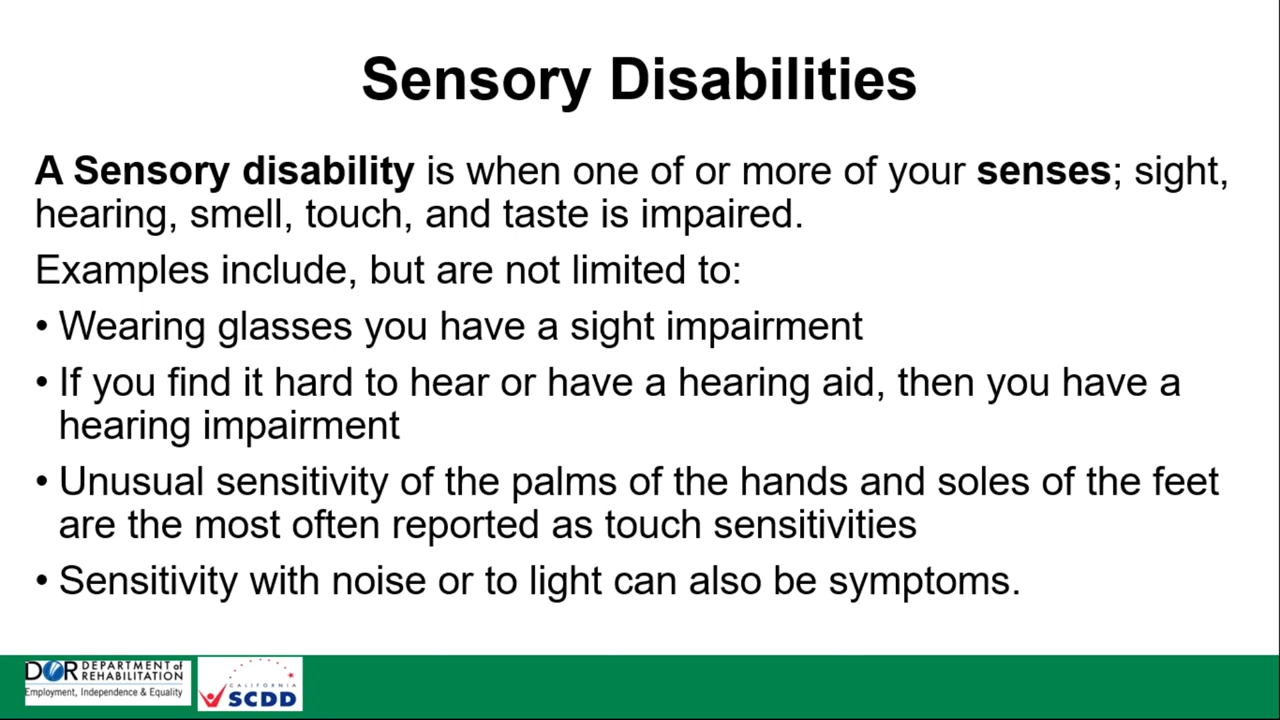 Sensory Disabilities
A Sensory disability is when one of or more of your senses; sight,
hearing, smell, touch, and taste is impaired.
Examples include, but are not limited to:
• Wearing glasses you have a sight impairment
• If you find it hard to hear or have a hearing aid, then you have a
hearing impairment
• Unusual sensitivity of the palms of the hands and soles of the feet
are the most often reported as touch sensitivities
• Sensitivity with noise or to light can also be symptoms.
DOR DEPARTMENT of
REHABILITATION
Employment, Independence & Equality
CALIFORNIA
SCDD